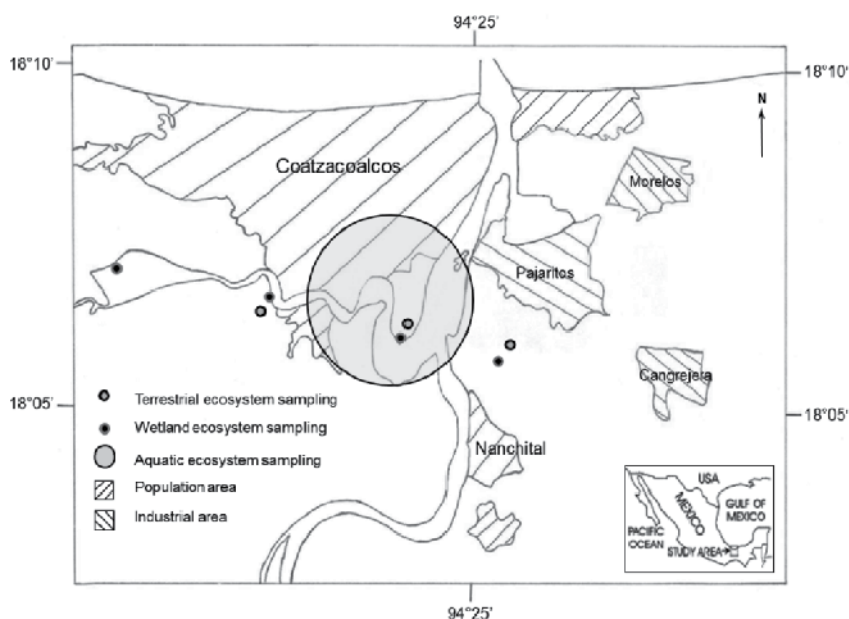 94°25'
18°10'
18°10'
N
Coatzacoalcos
Morelos
Pajaritos
Cangrejera
18°05'
18°05'
Nanchital
Terrestrial ecosystem sampling
Wetland ecosystem sampling
Aquatic ecosystem sampling
Population area
Industrial area
USA
MEXICO
GULF OF
MEXICO
PACIFIC
OCEAN
STUDY AREA
94°25'